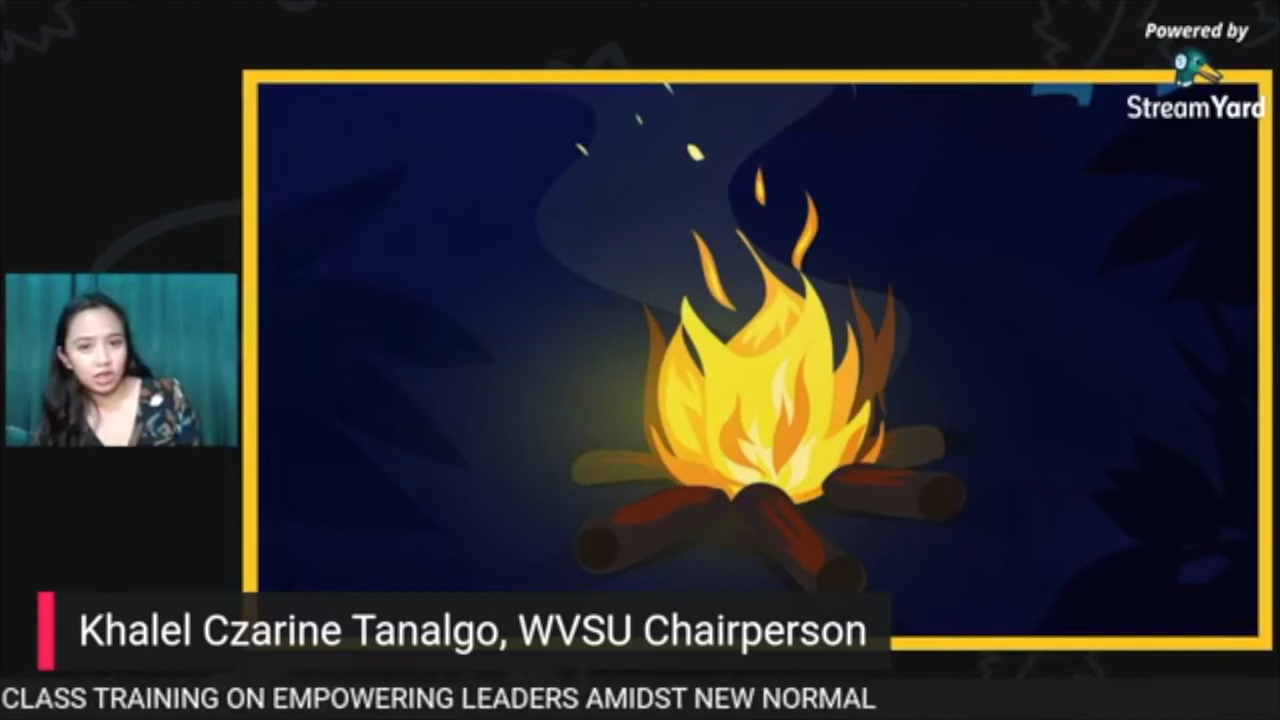 Powered by
StreamYard
Khalel Czarine Tanalgo, WVSU Chairperson
CLASS TRAINING ON EMPOWERING LEADERS AMIDST NEW NORMAL